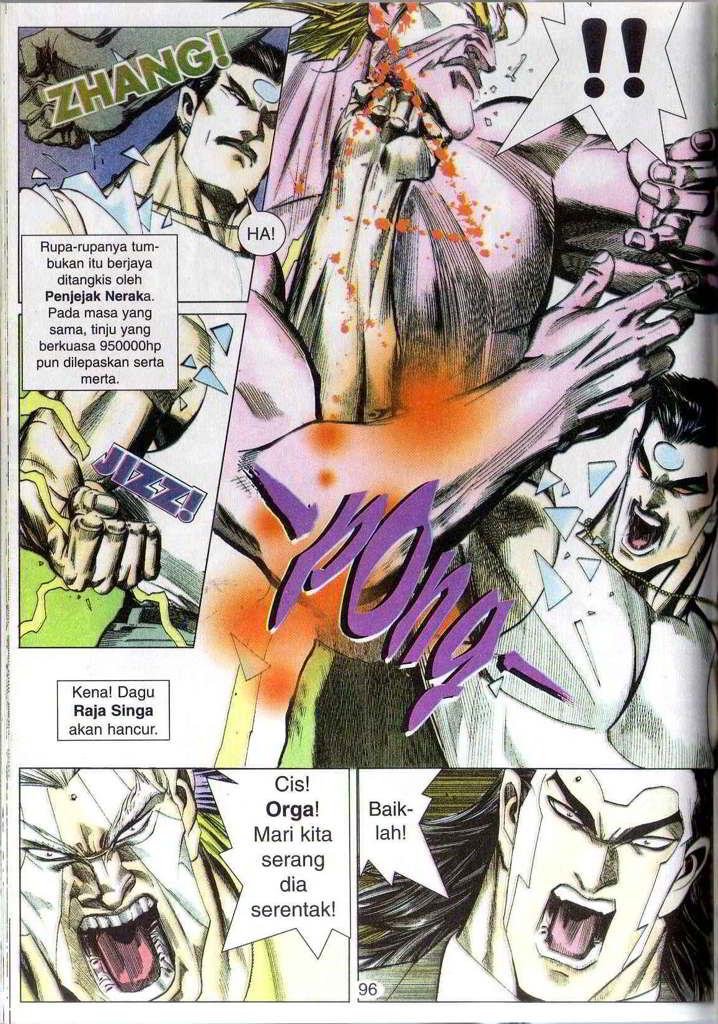 ZHANG!
!!
HA!
Rupa-rupanya tum-
bukan itu berjaya
ditangkis oleh
Penjejak Neraka.
Pada masa yang
sama, tinju yang
berkuasa 950000hp
pun dilepaskan serta
merta.
JIZZZ!
PONG
Kena! Dagu
Raja Singa
akan hancur.
Cis!
Orga!
Mari kita
serang
dia
serentak!
Baik-
lah!
96